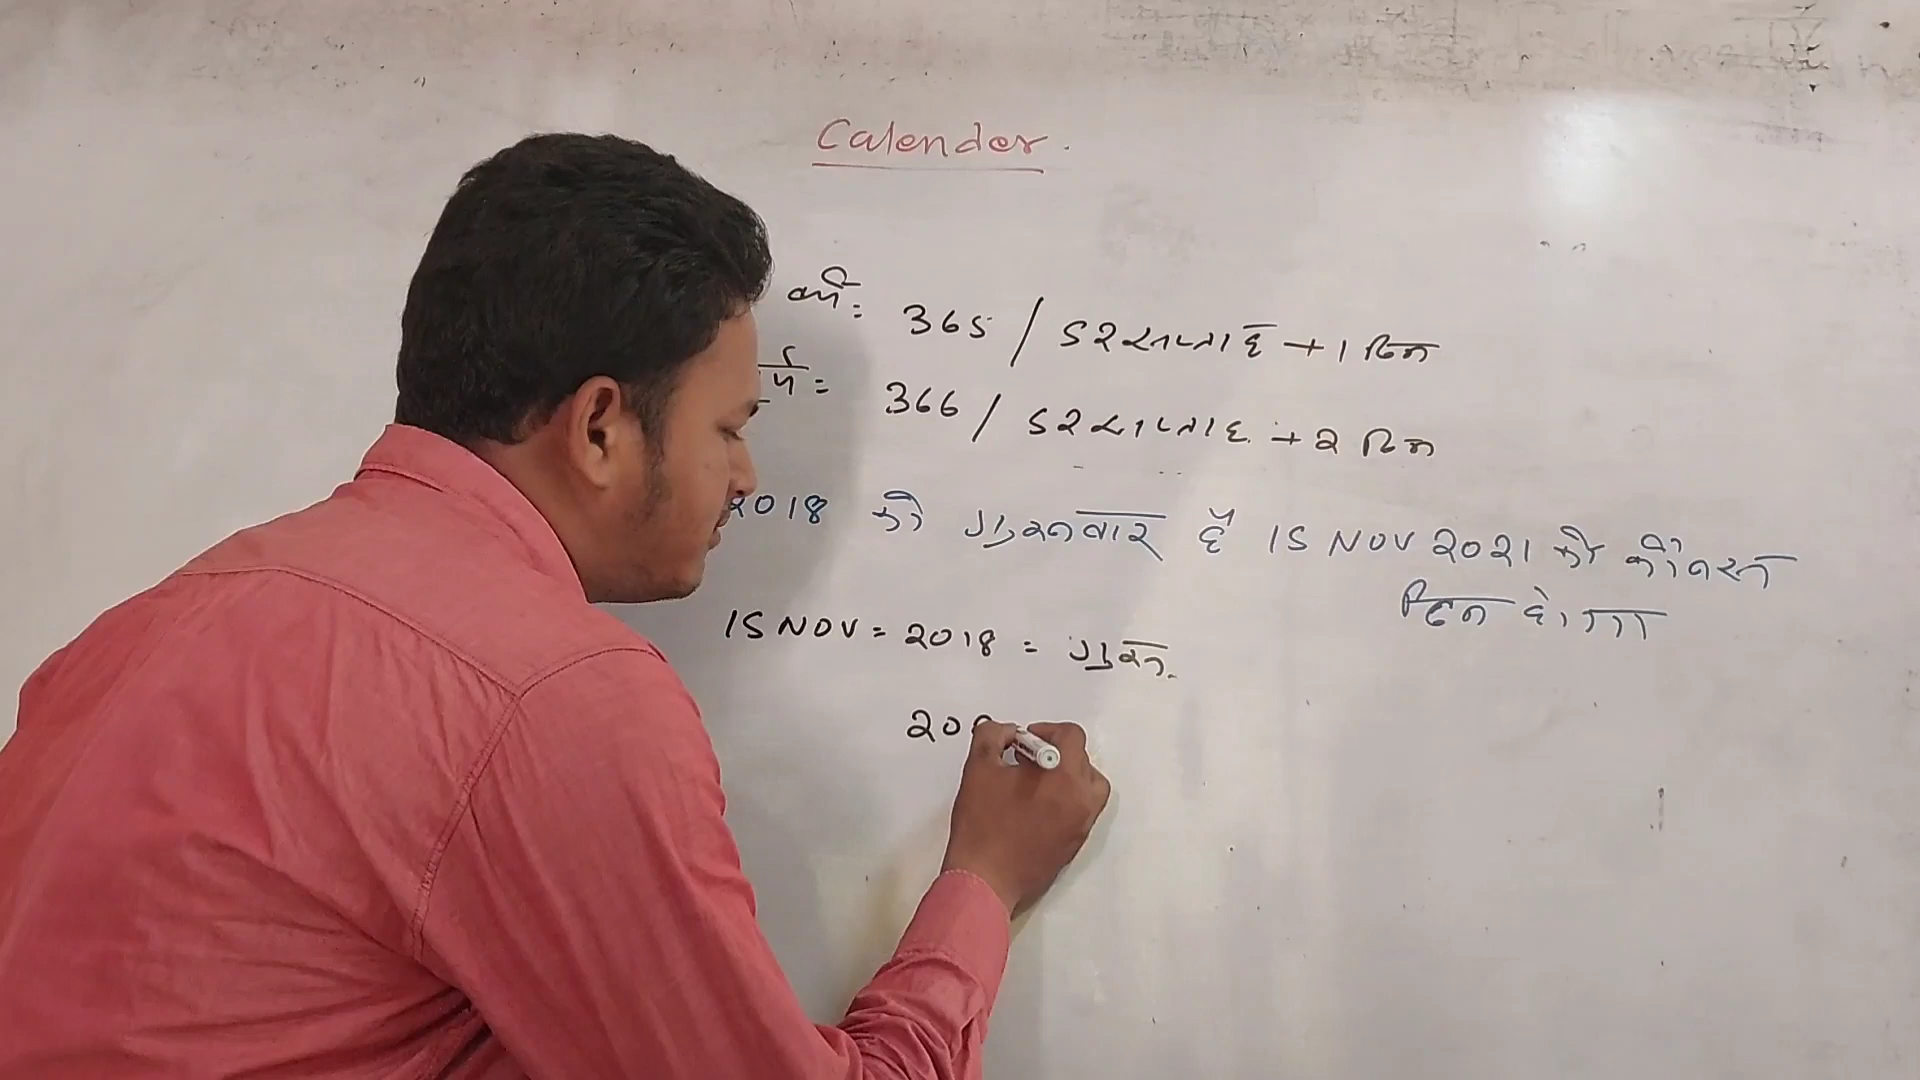 Calender.
वर्ष = 365 / 52 सप्ताह + 1 दिन
र्ष = 366 / 52 सप्ताह + 2 दिन
2018 को शुक्रवार है 15 NOV 2021 को कौनसा
दिन होगा
15 NOV = 2018 = शुक्र.
20